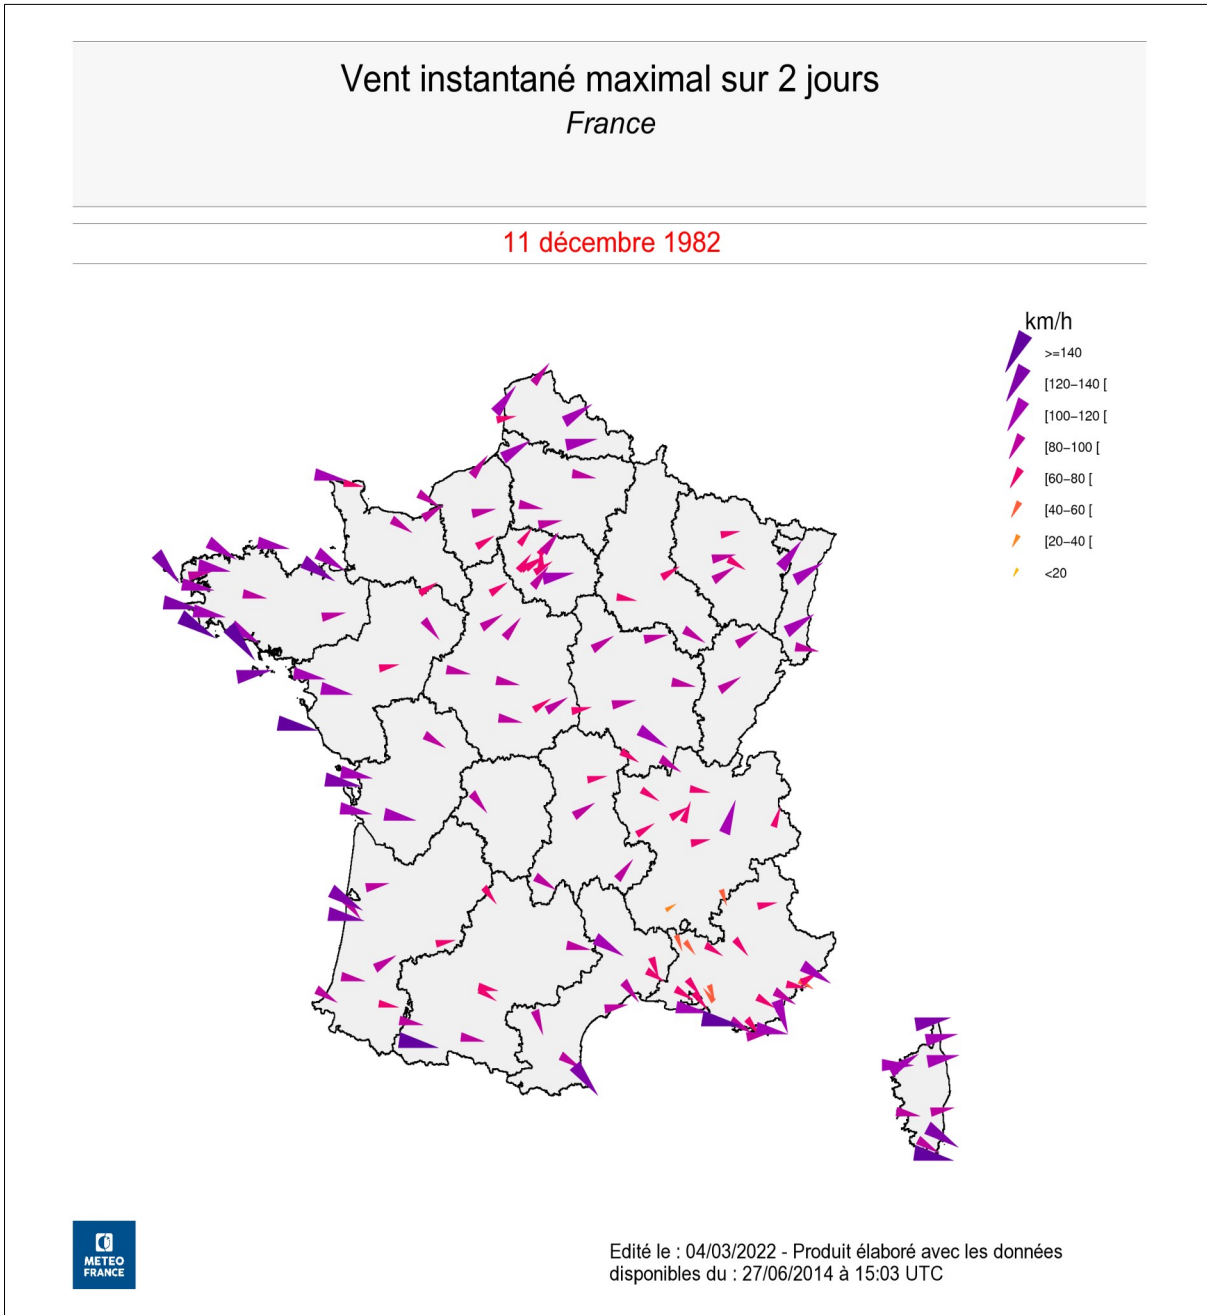 Vent instantané maximal sur 2 jours
France
11 décembre 1982
km/h
>=140
[120−140 [
[100−120 [
[80−100 [
[60−80 [
[40−60 [
[20−40 [
<20
METEO
FRANCE
Edité le : 04/03/2022 - Produit élaboré avec les données
disponibles du : 27/06/2014 à 15:03 UTC